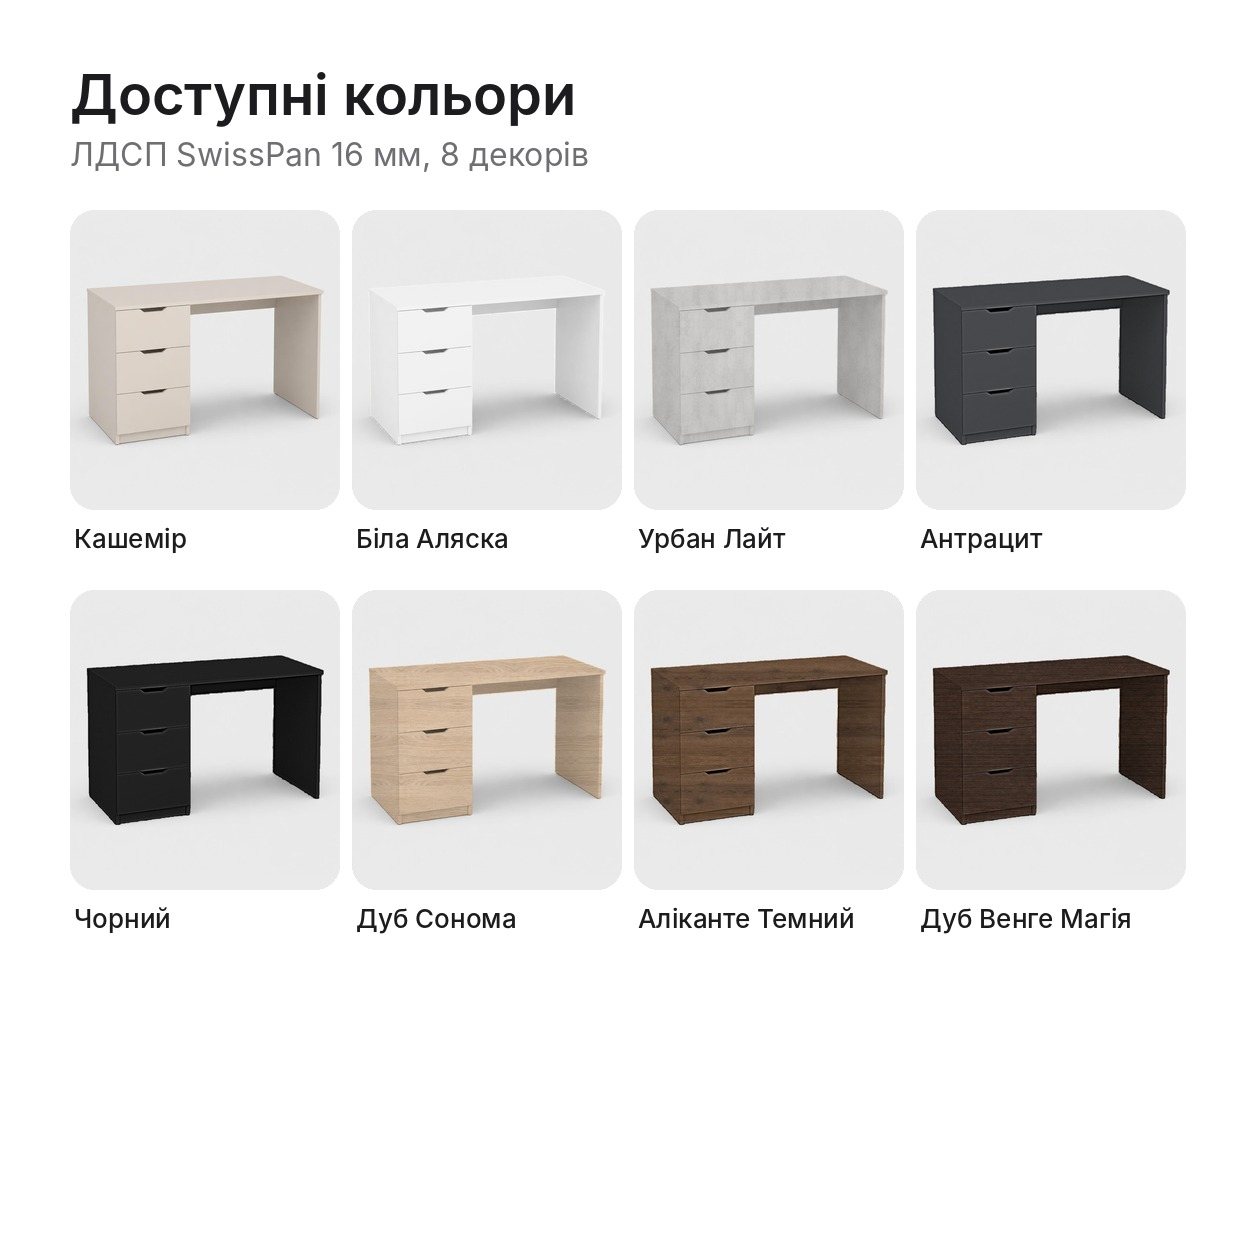 Доступні кольори
ЛДСП SwissPan 16 мм, 8 декорів
Кашемір
Біла Аляска
Урбан Лайт
Антрацит
Чорний
Дуб Сонома
Аліканте Темний
Дуб Венге Магія